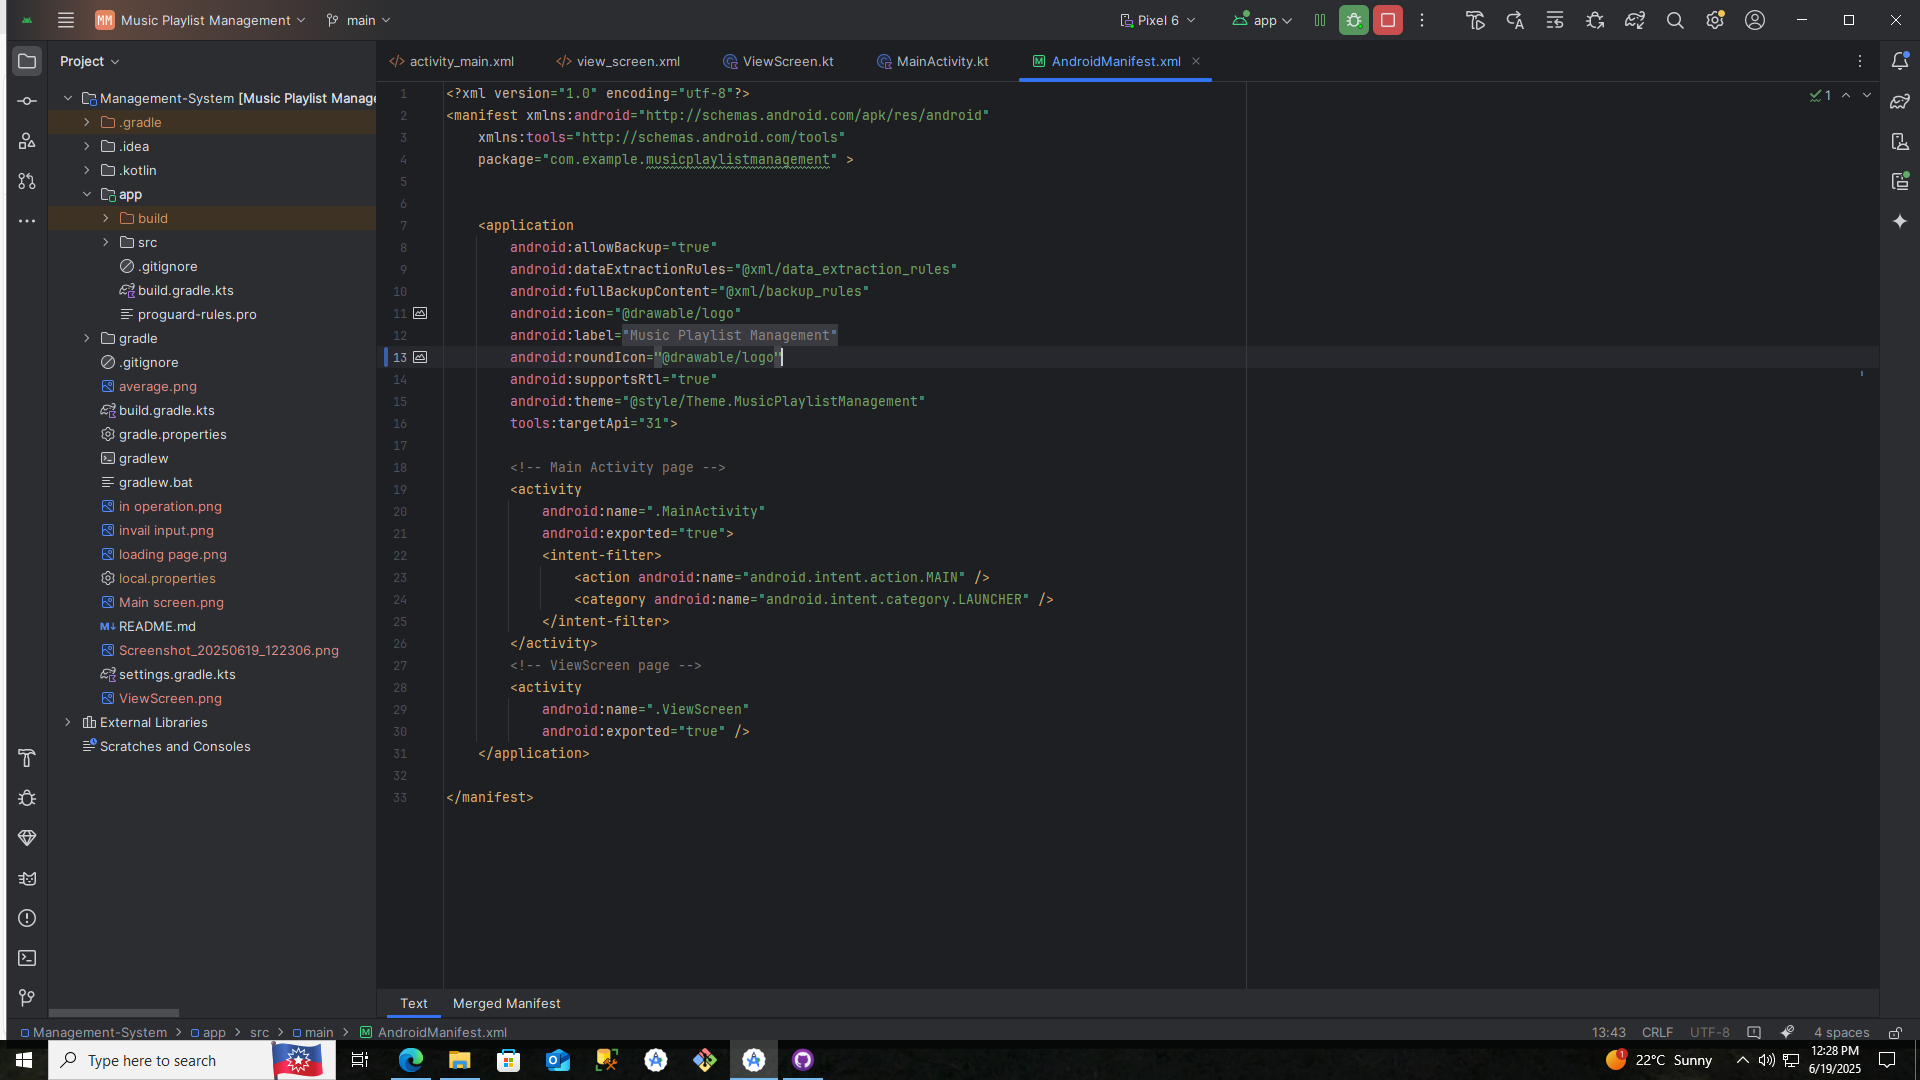 MM Music Playlist Management
main
Pixel 6
app
Project
activity_main.xml
view_screen.xml
ViewScreen.kt
MainActivity.kt
AndroidManifest.xml
Management-System [Music Playlist Manage
.gradle
.idea
.kotlin
app
build
src
.gitignore
build.gradle.kts
proguard-rules.pro
gradle
.gitignore
average.png
build.gradle.kts
gradle.properties
gradlew
gradlew.bat
in operation.png
invail input.png
loading page.png
local.properties
Main screen.png
README.md
Screenshot_20250619_122306.png
settings.gradle.kts
ViewScreen.png
External Libraries
Scratches and Consoles
1 <?xml version="1.0" encoding="utf-8"?>
2 <manifest xmlns:android="http://schemas.android.com/apk/res/android"
3 xmlns:tools="http://schemas.android.com/tools"
4 package="com.example.musicplaylistmanagement" >
5
6
7 <application
8 android:allowBackup="true"
9 android:dataExtractionRules="@xml/data_extraction_rules"
10 android:fullBackupContent="@xml/backup_rules"
11 android:icon="@drawable/logo"
12 android:label="Music Playlist Management"
13 android:roundIcon="@drawable/logo"
14 android:supportsRtl="true"
15 android:theme="@style/Theme.MusicPlaylistManagement"
16 tools:targetApi="31">
17
18 <!-- Main Activity page -->
19 <activity
20 android:name=".MainActivity"
21 android:exported="true">
22 <intent-filter>
23 <action android:name="android.intent.action.MAIN" />
24 <category android:name="android.intent.category.LAUNCHER" />
25 </intent-filter>
26 </activity>
27 <!-- ViewScreen page -->
28 <activity
29 android:name=".ViewScreen"
30 android:exported="true" />
31 </application>
32
33 </manifest>
1
Text
Merged Manifest
Management-System > app > src > main > AndroidManifest.xml
13:43 CRLF UTF-8 4 spaces
Type here to search
1
22°C Sunny
12:28 PM
6/19/2025